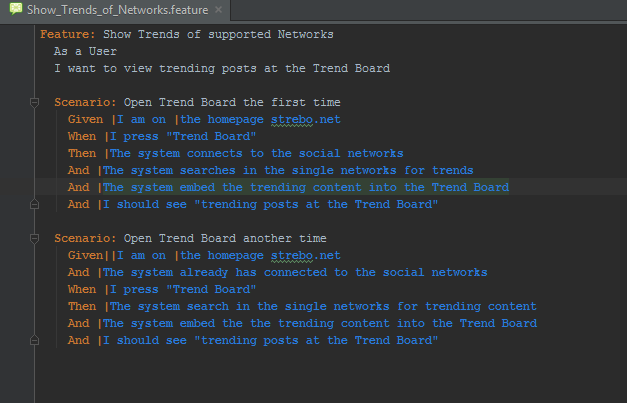 Show_Trends_of_Networks.feature
Feature: Show Trends of supported Networks
As a User
I want to view trending posts at the Trend Board
Scenario: Open Trend Board the first time
Given |I am on |the homepage strebo.net
When |I press "Trend Board"
Then |The system connects to the social networks
And |The system searches in the single networks for trends
And |The system embed the trending content into the Trend Board
And |I should see "trending posts at the Trend Board"
Scenario: Open Trend Board another time
Given||I am on |the homepage strebo.net
And |The system already has connected to the social networks
When |I press "Trend Board"
Then |The system search in the single networks for trending content
And |The system embed the the trending content into the Trend Board
And |I should see "trending posts at the Trend Board"